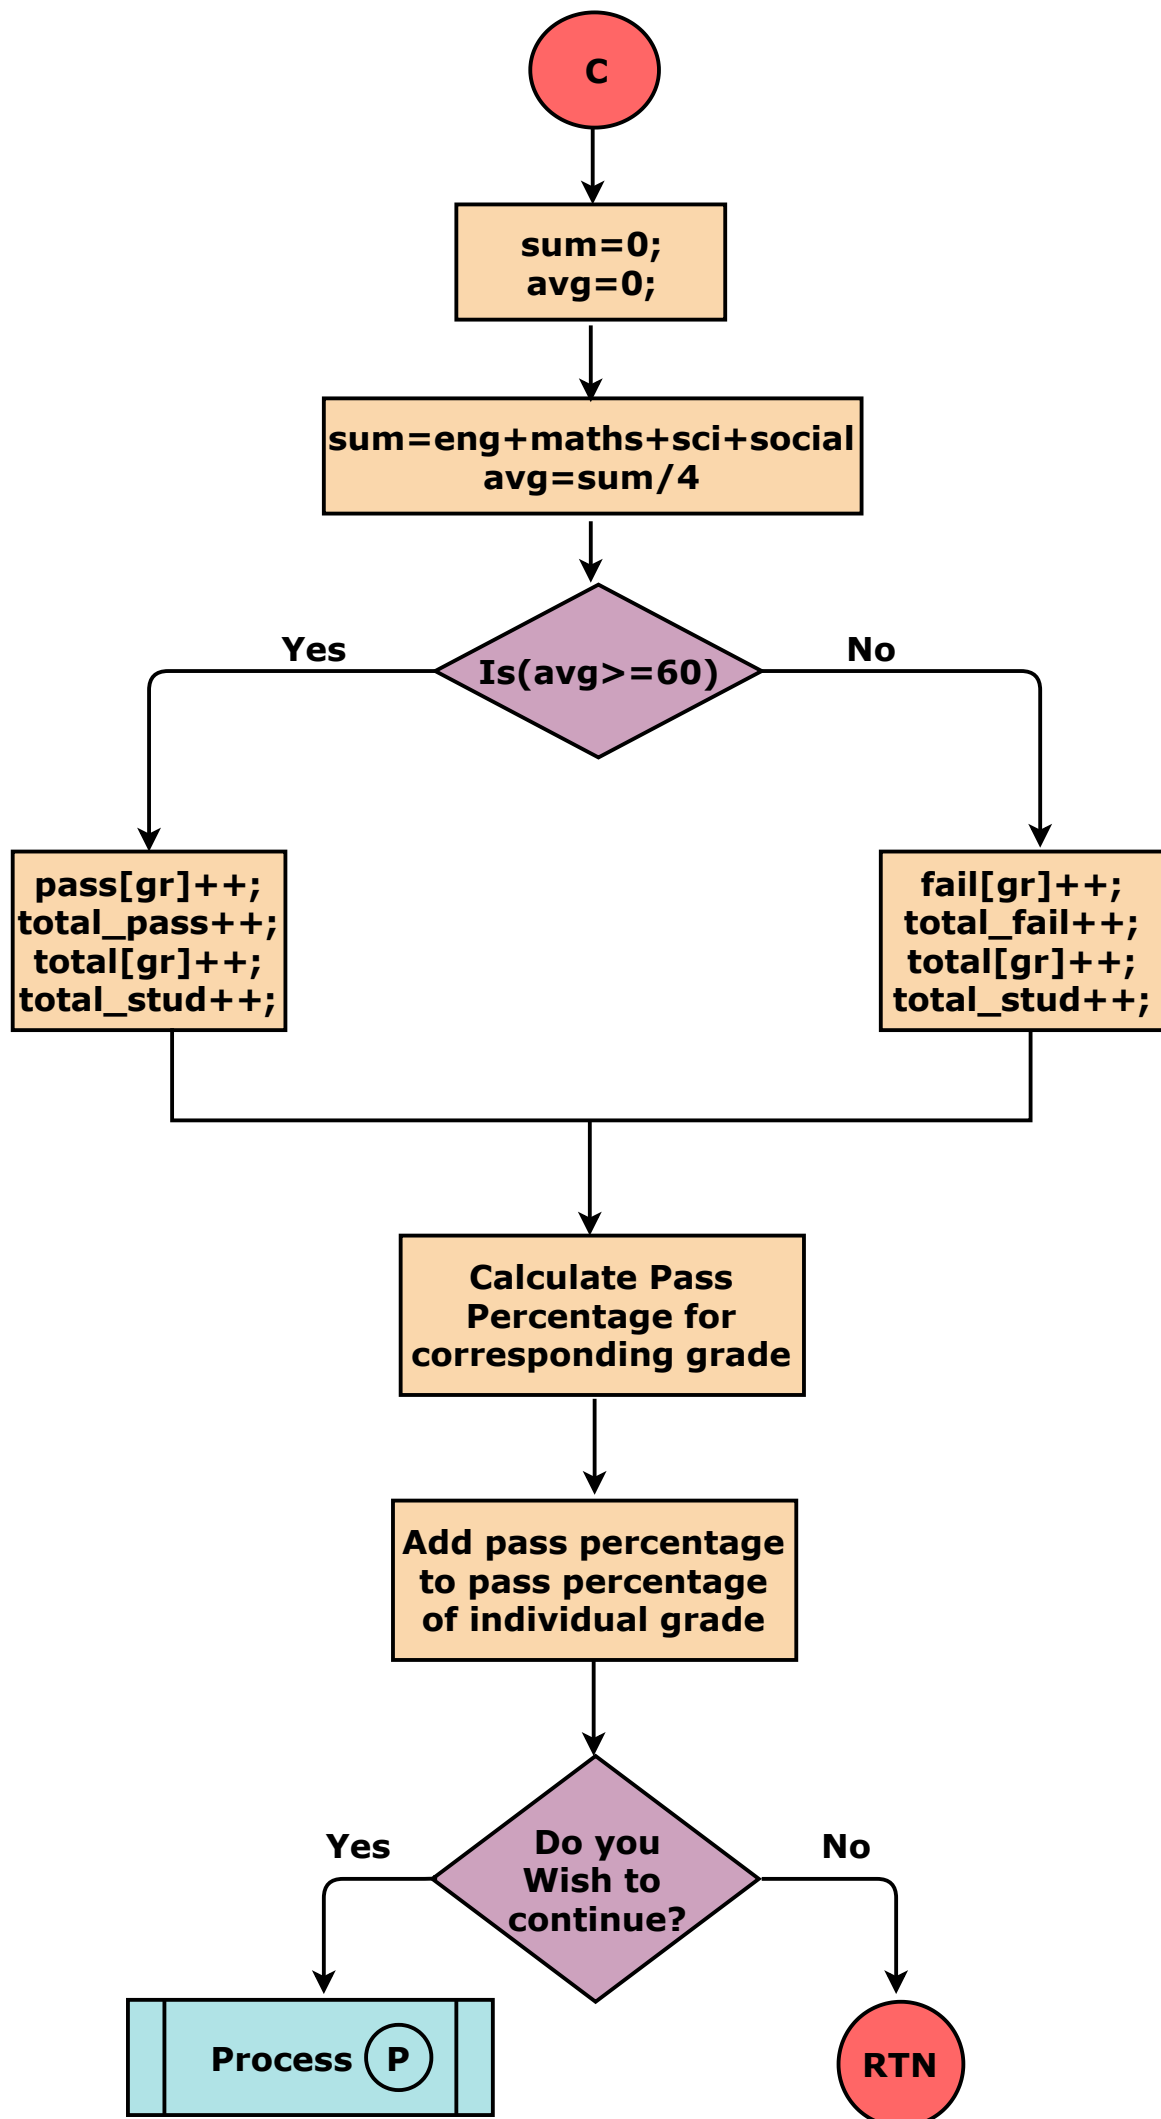 C
sum=0;
avg=0;
sum=eng+maths+sci+social
avg=sum/4
Is(avg>=60)
Yes
No
pass[gr]++;
total_pass++;
total[gr]++;
total_stud++;
fail[gr]++;
total_fail++;
total[gr]++;
total_stud++;
Calculate Pass
Percentage for
corresponding grade
Add pass percentage
to pass percentage
of individual grade
Do you
Wish to
continue?
Yes
No
Process P
RTN